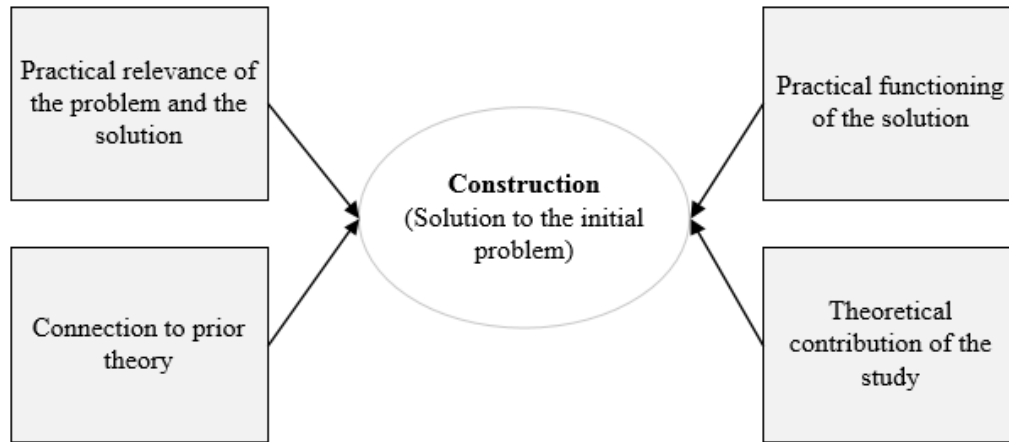 Practical relevance of
the problem and the
solution
Connection to prior
theory
Construction
(Solution to the initial
problem)
Practical functioning
of the solution
Theoretical
contribution of the
study